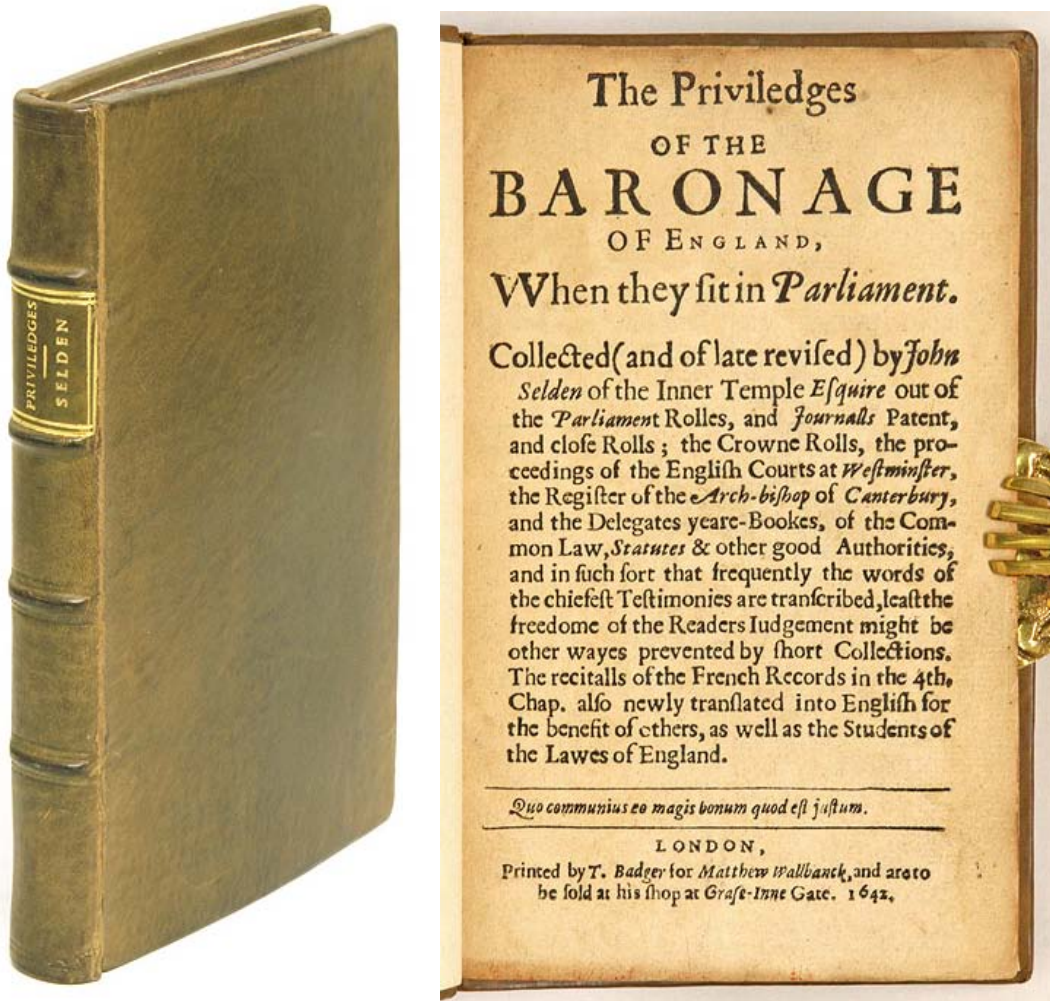 PRIVILEDGES
SELDEN
The Priviledges
OF THE
BARONAGE
OF ENGLAND,
VVhen they ſit in Parliament.
Collected (and of late reviſed) by John
Selden of the Inner Temple Eſquire out of
the Parliament Rolles, and Journalls Patent,
and cloſe Rolls ; the Crowne Rolls, the pro-
ceedings of the Engliſh Courts at Weſtminſter,
the Regiſter of the Arch-biſhop of Canterbury,
and the Delegates yeare-Bookes, of the Com-
mon Law, Statutes & other good Authorities,
and in ſuch ſort that frequently the words of
the chiefeſt Teſtimonies are tranſcribed, leaſt the
freedome of the Readers Iudgement might be
other wayes prevented by ſhort Collections.
The recitalls of the French Records in the 4th.
Chap. alſo newly tranſlated into Engliſh for
the benefit of others, as well as the Students of
the Lawes of England.
Quo communius eo magis bonum quod eſt juſtum.
LONDON,
Printed by T. Badger for Matthew Wallbanck, and are to
be ſold at his ſhop at Graſe-Inne Gate. 1642.